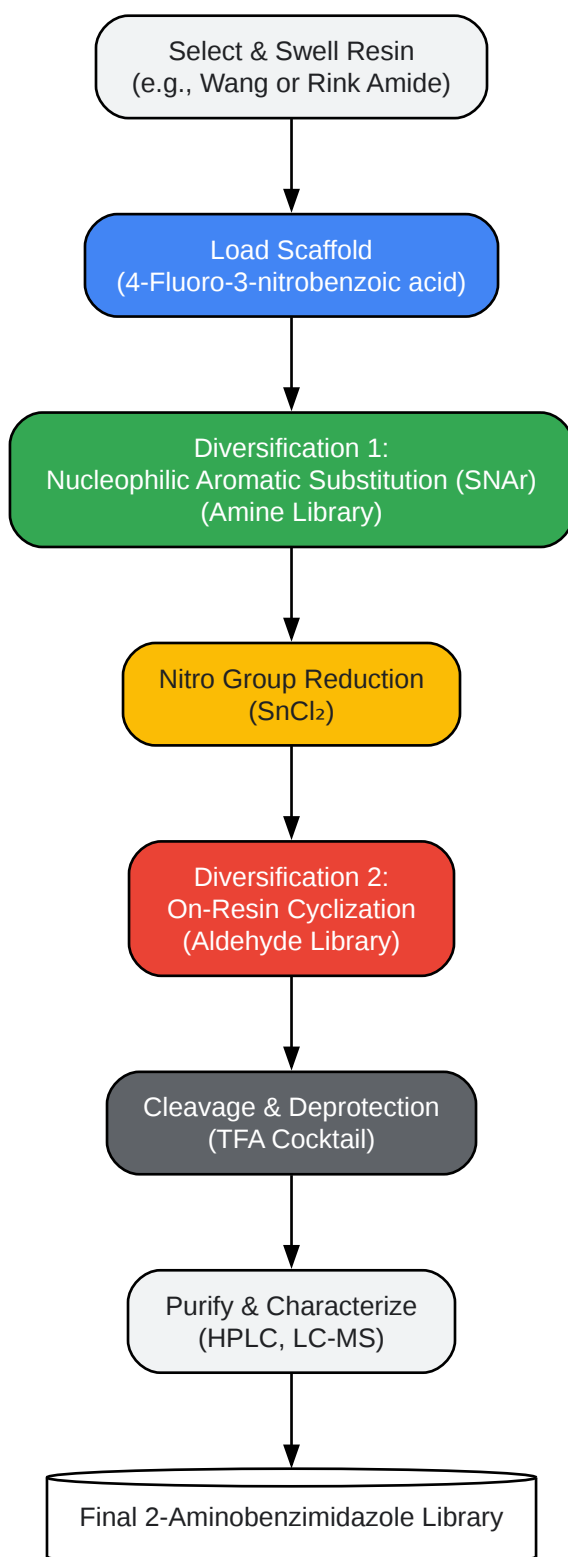 Select & Swell Resin
(e.g., Wang or Rink Amide)
Load Scaffold
(4-Fluoro-3-nitrobenzoic acid)
Diversification 1:
Nucleophilic Aromatic Substitution (SNAr)
(Amine Library)
Nitro Group Reduction
(SnCl₂)
Diversification 2:
On-Resin Cyclization
(Aldehyde Library)
Cleavage & Deprotection
(TFA Cocktail)
Purify & Characterize
(HPLC, LC-MS)
Final 2-Aminobenzimidazole Library